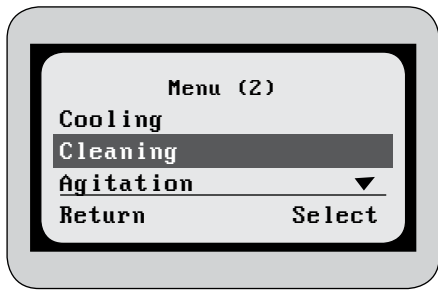 Menu (2)
Cooling
Cleaning
Agitation
Return Select